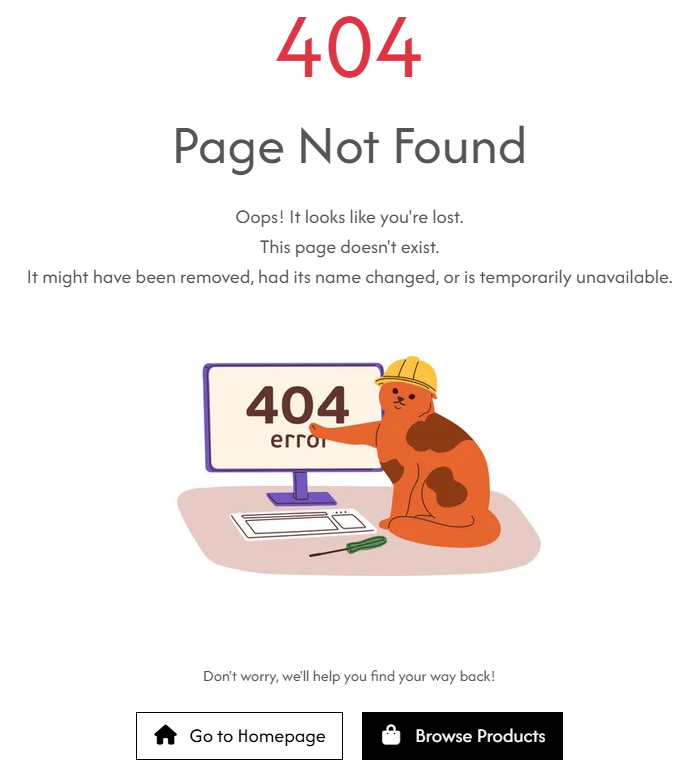 404
Page Not Found
Oops! It looks like you're lost.
This page doesn't exist.
It might have been removed, had its name changed, or is temporarily unavailable.
404
error
Don't worry, we'll help you find your way back!
Go to Homepage
Browse Products